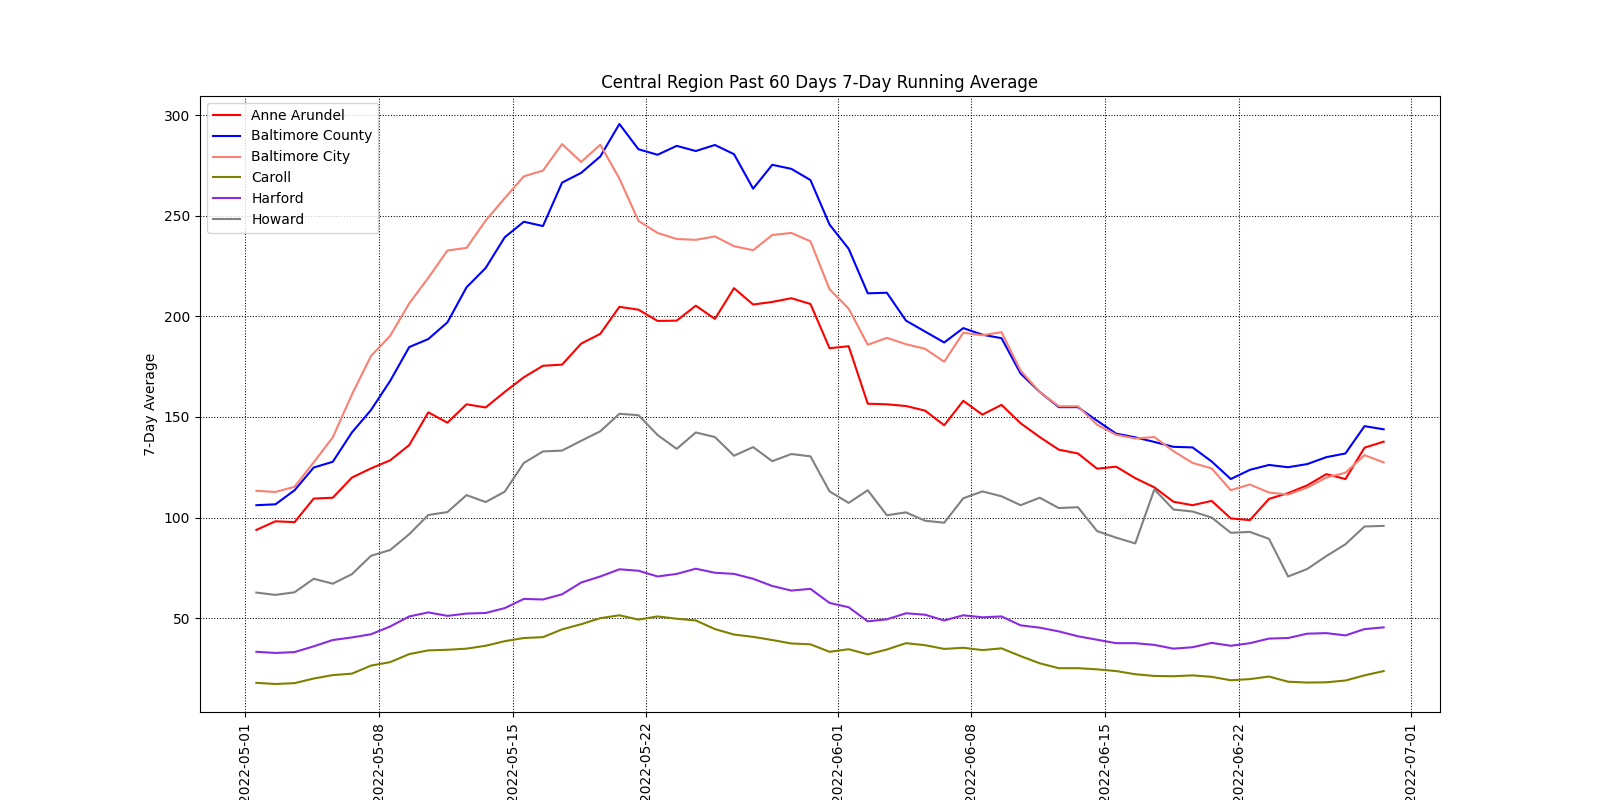 Central Region Past 60 Days 7-Day Running Average
300
250
200
150
100
50
7-Day Average
Anne Arundel
Baltimore County
Baltimore City
Caroll
Harford
Howard
2022-05-01
2022-05-08
2022-05-15
2022-05-22
2022-06-01
2022-06-08
2022-06-15
2022-06-22
2022-07-01